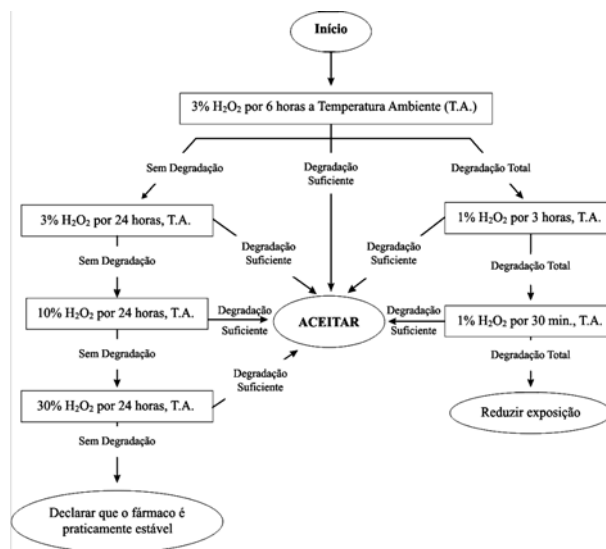 Início
3% H₂O₂ por 6 horas a Temperatura Ambiente (T.A.)
Sem Degradação
Degradação
Suficiente
Degradação Total
3% H₂O₂ por 24 horas, T.A.
1% H₂O₂ por 3 horas, T.A.
Degradação
Suficiente
Degradação
Suficiente
Sem Degradação
Degradação Total
10% H₂O₂ por 24 horas, T.A.
Degradação
Suficiente
ACEITAR
Degradação
Suficiente
1% H₂O₂ por 30 min., T.A.
Sem Degradação
Degradação
Suficiente
Degradação Total
30% H₂O₂ por 24 horas, T.A.
Reduzir exposição
Sem Degradação
Declarar que o fármaco é
praticamente estável